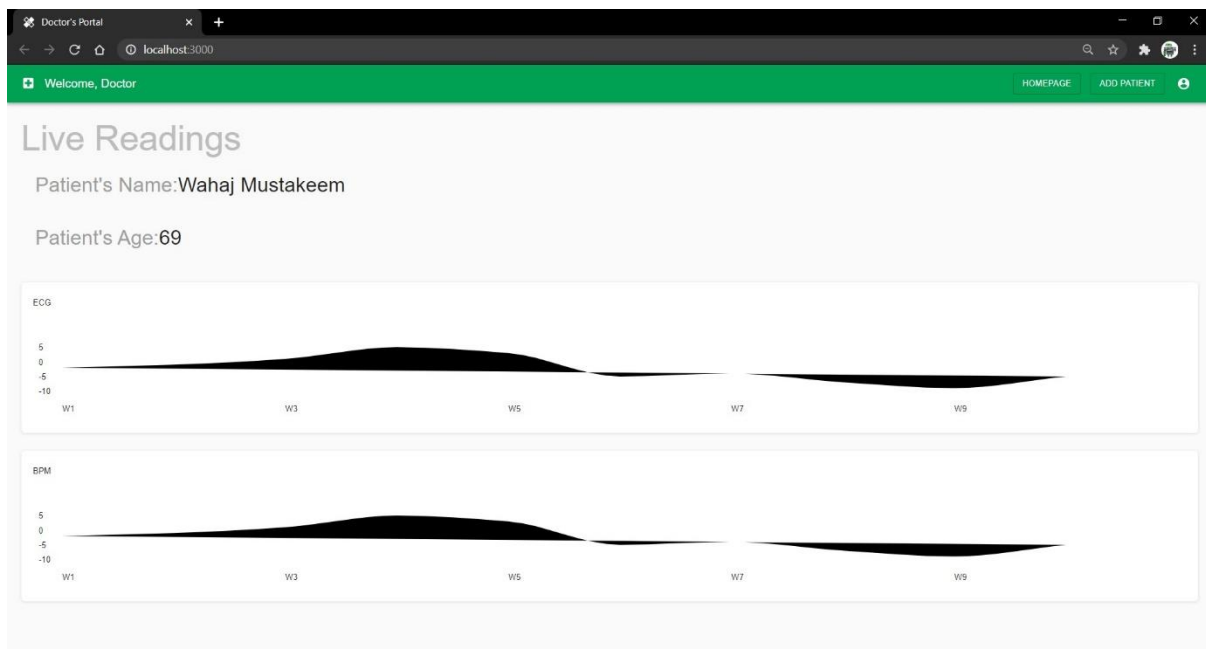 Doctor's Portal
localhost:3000
Welcome, Doctor
HOMEPAGE
ADD PATIENT
Live Readings
Patient's Name:Wahaj Mustakeem
Patient's Age:69
ECG
5
0
-5
-10
W1 W3 W5 W7 W9
BPM
5
0
-5
-10
W1 W3 W5 W7 W9